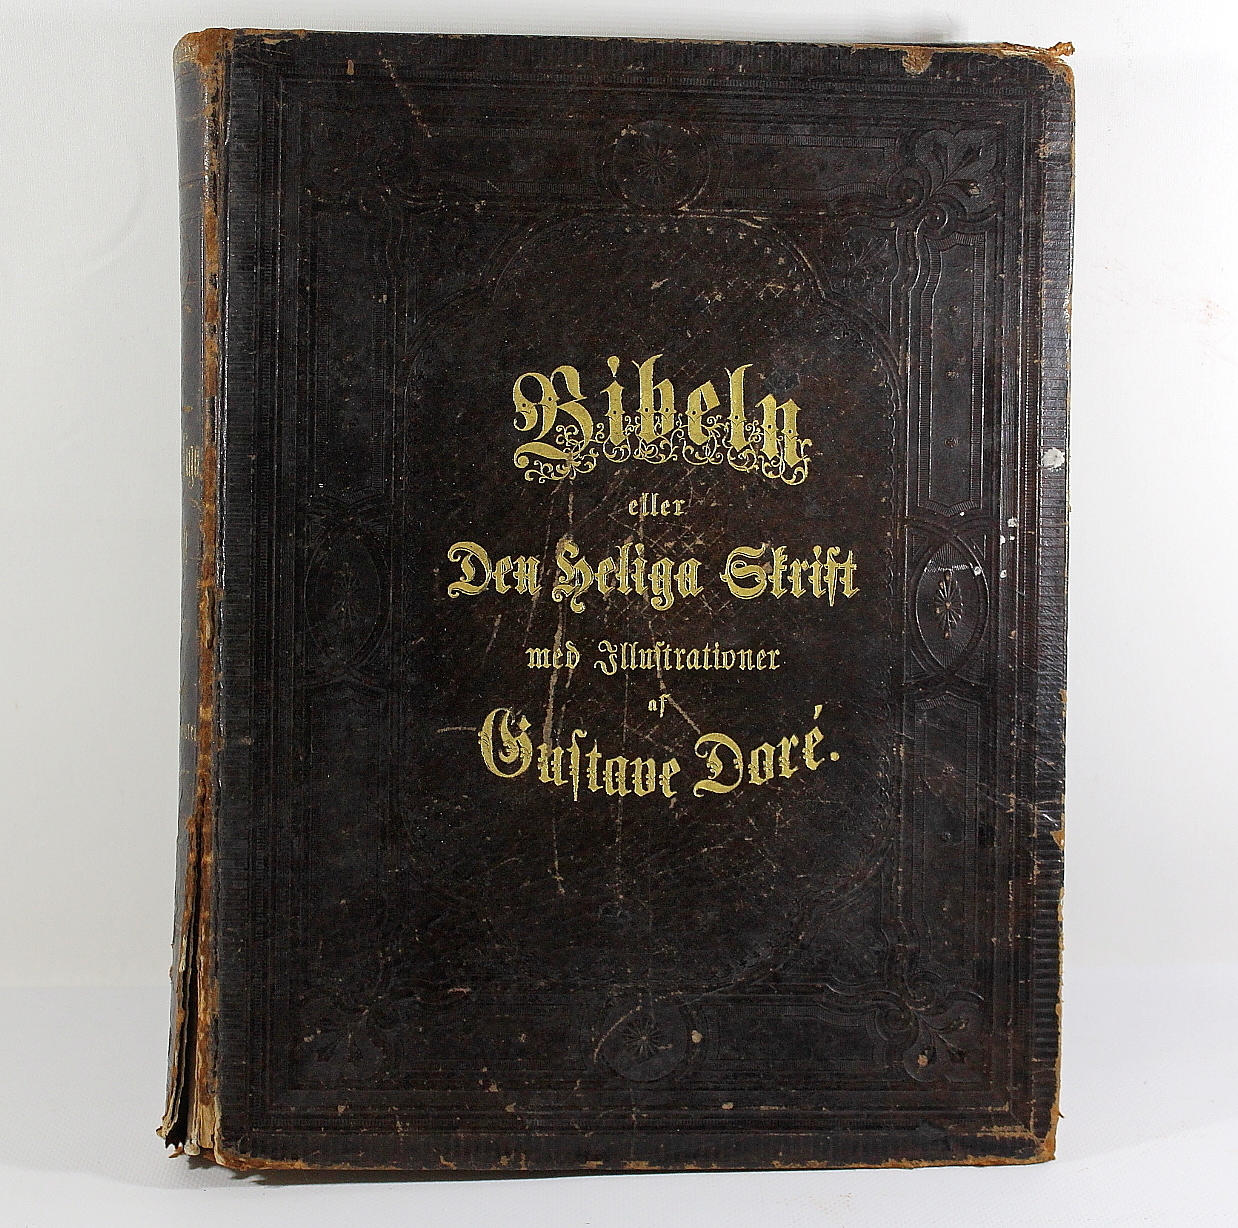 Bibeln
eller
Den Heliga Skrift
med Illustrationer
af
Gustave Doré.